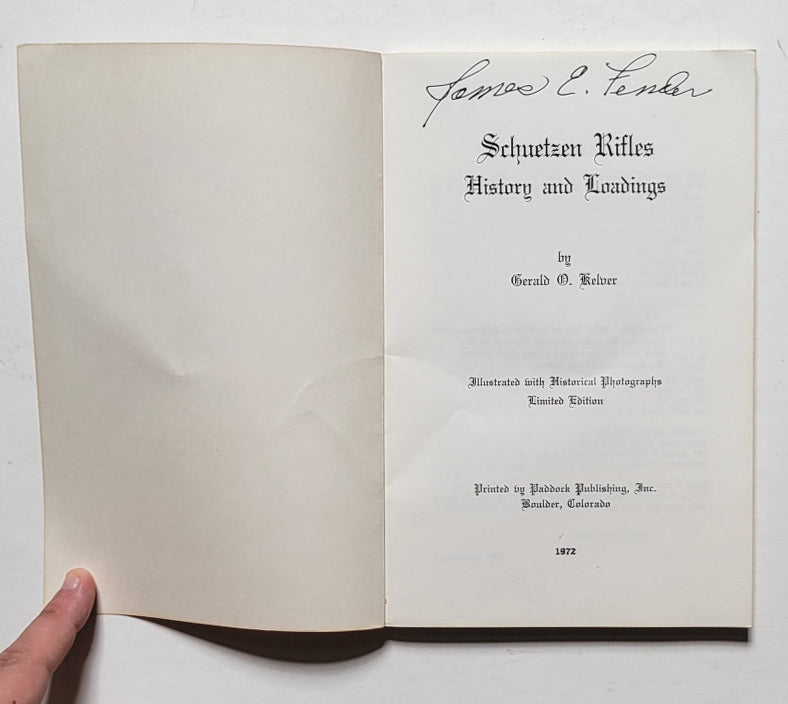 James E. Fender
Schuetzen Rifles
History and Loadings
by
Gerald O. Kelver
Illustrated with Historical Photographs
Limited Edition
Printed by Paddock Publishing, Inc.
Boulder, Colorado
1972